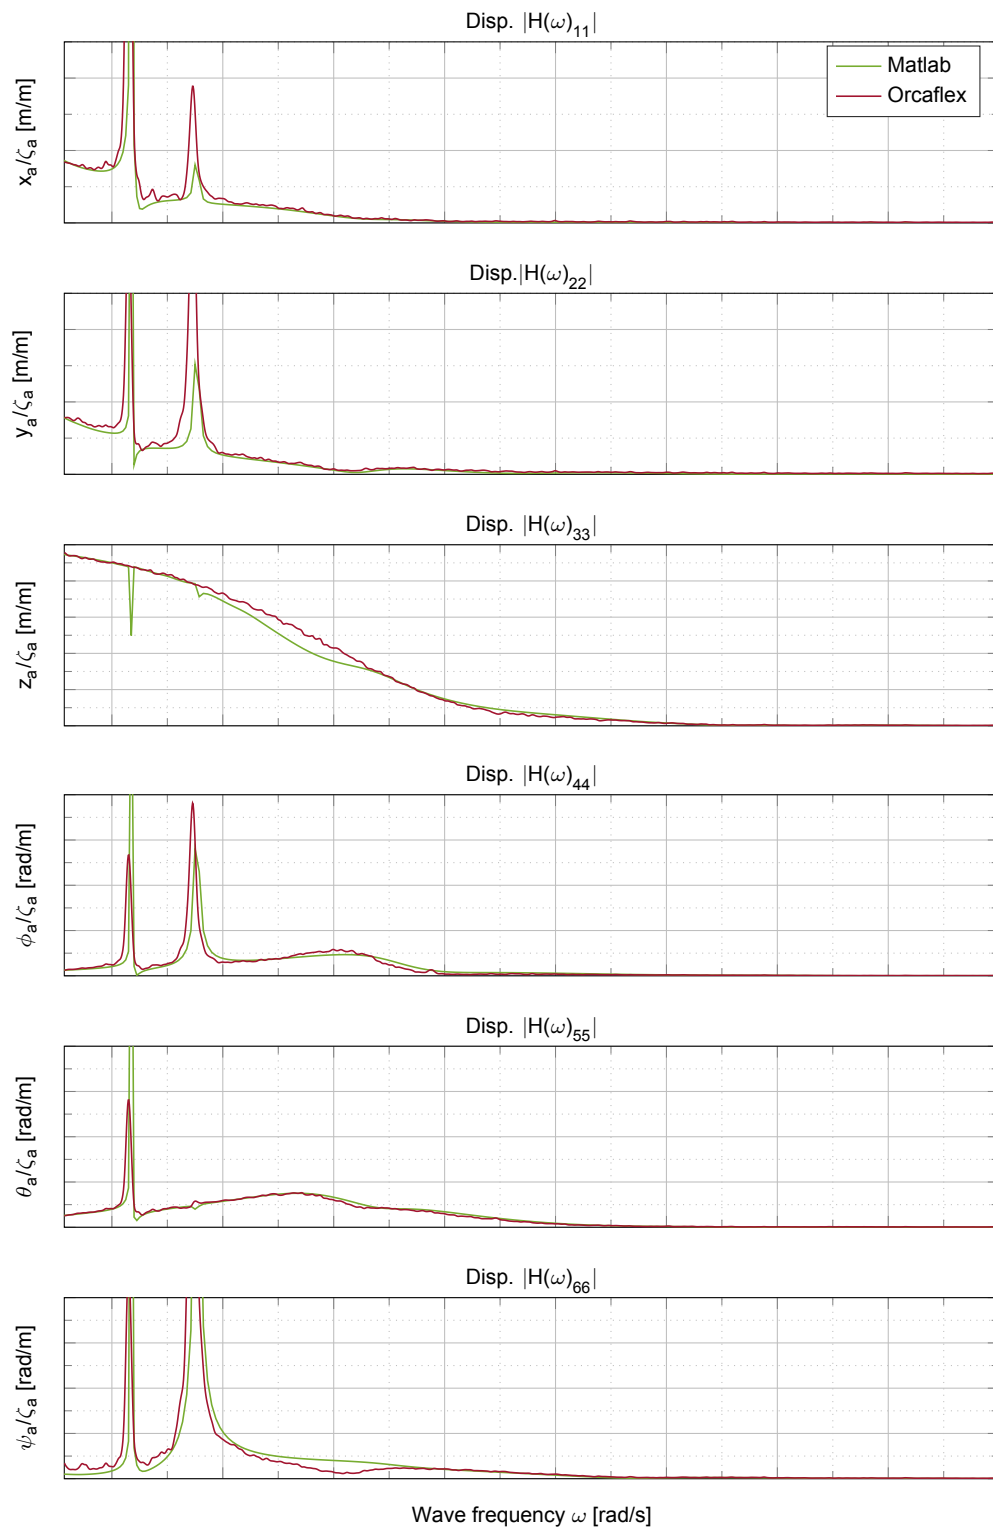 Disp. |H(ω)₁₁|
xₐ/ζₐ [m/m]
Matlab
Orcaflex
Disp.|H(ω)₂₂|
yₐ/ζₐ [m/m]
Disp. |H(ω)₃₃|
zₐ/ζₐ [m/m]
Disp. |H(ω)₄₄|
ϕₐ/ζₐ [rad/m]
Disp. |H(ω)₅₅|
θₐ/ζₐ [rad/m]
Disp. |H(ω)₆₆|
ψₐ/ζₐ [rad/m]
Wave frequency ω [rad/s]